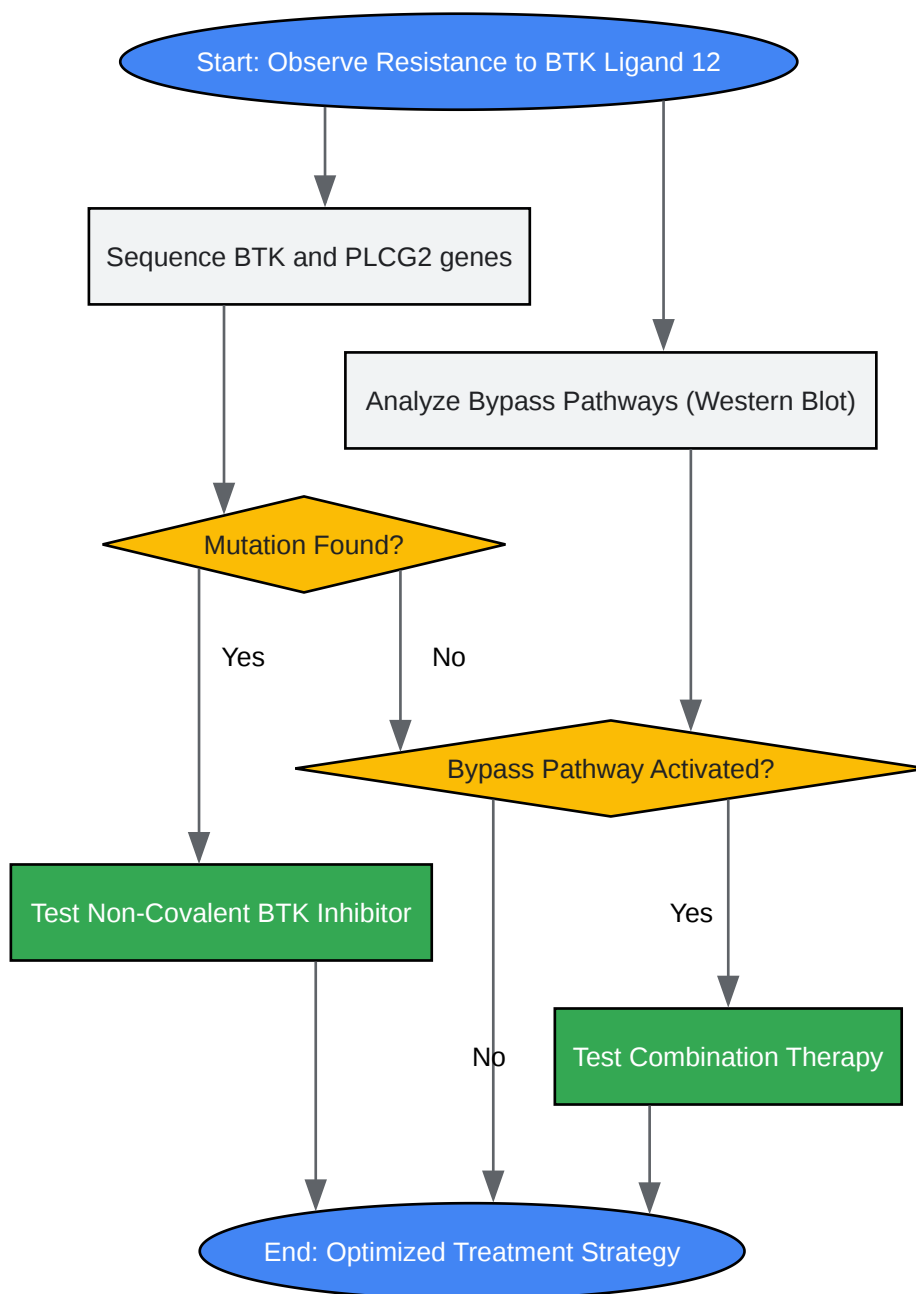 Start: Observe Resistance to BTK Ligand 12
Sequence BTK and PLCG2 genes
Analyze Bypass Pathways (Western Blot)
Mutation Found?
Yes
No
Bypass Pathway Activated?
Test Non-Covalent BTK Inhibitor
Yes
No
Test Combination Therapy
End: Optimized Treatment Strategy